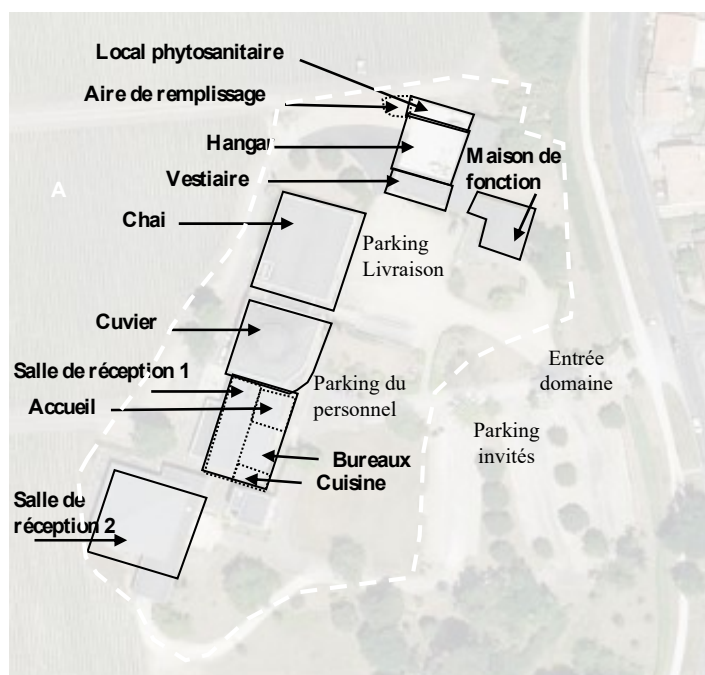 Local phytosanitaire
Aire de remplissage
Hangar
Vestiaire
A
Maison de
fonction
Chai
Parking
Livraison
Cuvier
Salle de réception 1
Accueil
Parking du
personnel
Entrée
domaine
Parking
invités
Bureaux
Cuisine
Salle de
réception 2